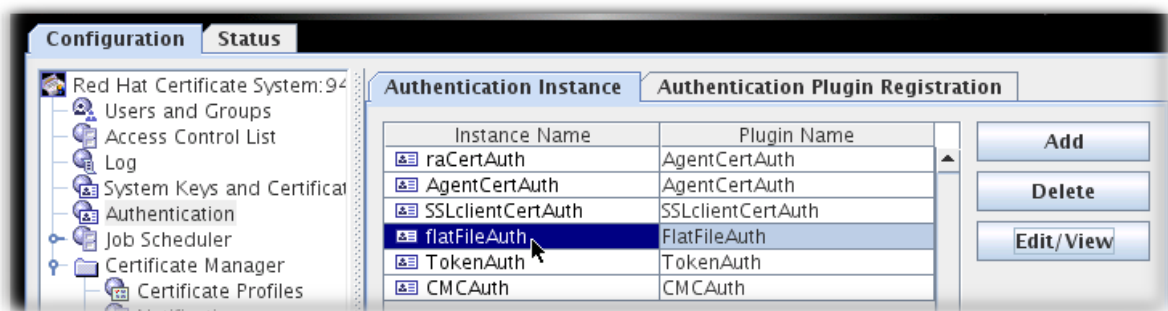 Configuration Status
Red Hat Certificate System:94
Users and Groups
Access Control List
Log
System Keys and Certificat
Authentication
Job Scheduler
Certificate Manager
Certificate Profiles
Authentication Instance Authentication Plugin Registration
Instance Name Plugin Name
raCertAuth AgentCertAuth
AgentCertAuth AgentCertAuth
SSLclientCertAuth SSLclientCertAuth
flatFileAuth FlatFileAuth
TokenAuth TokenAuth
CMCAuth CMCAuth
Add
Delete
Edit/View